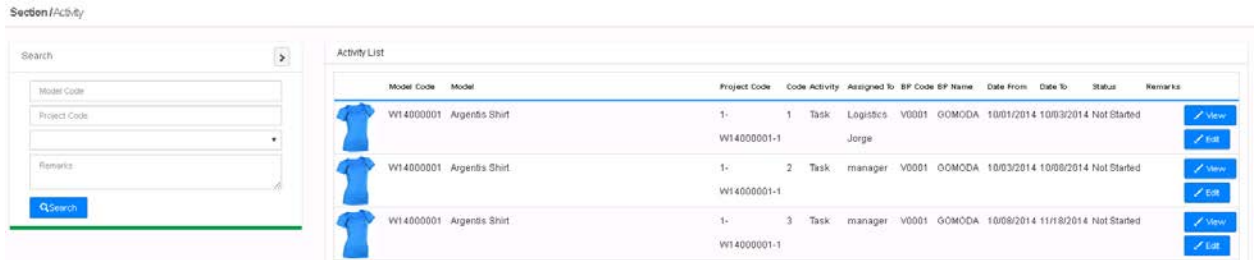 Section / Activity
Search
Model Code
Project Code
Remarks
Search
Activity List
Model Code Model Project Code Code Activity Assigned To BP Code BP Name Date From Date To Status Remarks
W14000001 Argentis Shirt 1- 1 Task Logistics V0001 GOMODA 10/01/2014 10/03/2014 Not Started View
W14000001-1 Jorge Edit
W14000001 Argentis Shirt 1- 2 Task manager V0001 GOMODA 10/03/2014 10/08/2014 Not Started View
W14000001-1 Edit
W14000001 Argentis Shirt 1- 3 Task manager V0001 GOMODA 10/08/2014 11/18/2014 Not Started View
W14000001-1 Edit